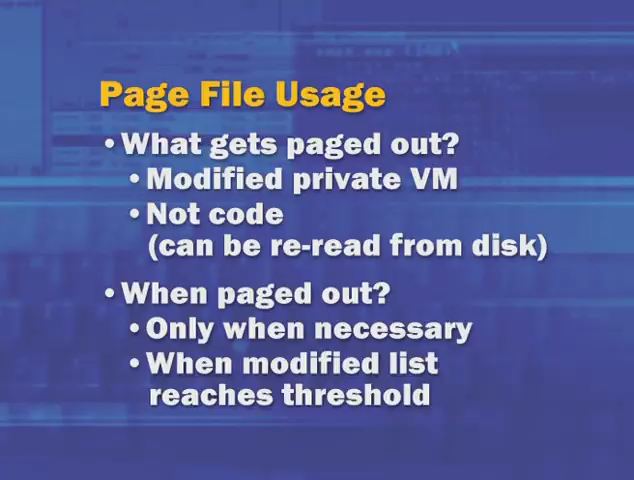 Page File Usage
• What gets paged out?
• Modified private VM
• Not code
(can be re-read from disk)
• When paged out?
• Only when necessary
• When modified list
reaches threshold